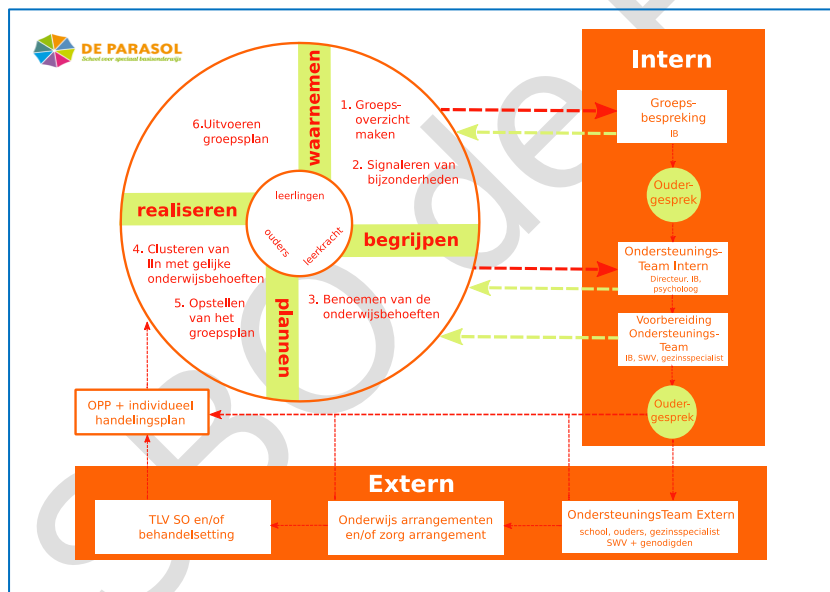 DE PARASOL
School voor speciaal basisonderwijs
waarnemen
1. Groeps-
overzicht
maken
2. Signaleren van
bijzonderheden
begrijpen
3. Benoemen van de
onderwijsbehoeften
plannen
4. Clusteren van
lln met gelijke
onderwijsbehoeften
5. Opstellen
van het
groepsplan
realiseren
6.Uitvoeren
groepsplan
leerlingen
ouders
leerkracht
Intern
Groeps-
bespreking
IB
Ouder-
gesprek
Ondersteunings-
Team Intern
Directeur, IB,
psycholoog
Voorbereiding
Ondersteunings-
Team
IB, SWV, gezinsspecialist
Ouder-
gesprek
OPP + individueel
handelingsplan
Extern
TLV SO en/of
behandelsetting
Onderwijs arrangementen
en/of zorg arrangement
OndersteuningsTeam Extern
school, ouders, gezinsspecialist
SWV + genodigden
SBO de P